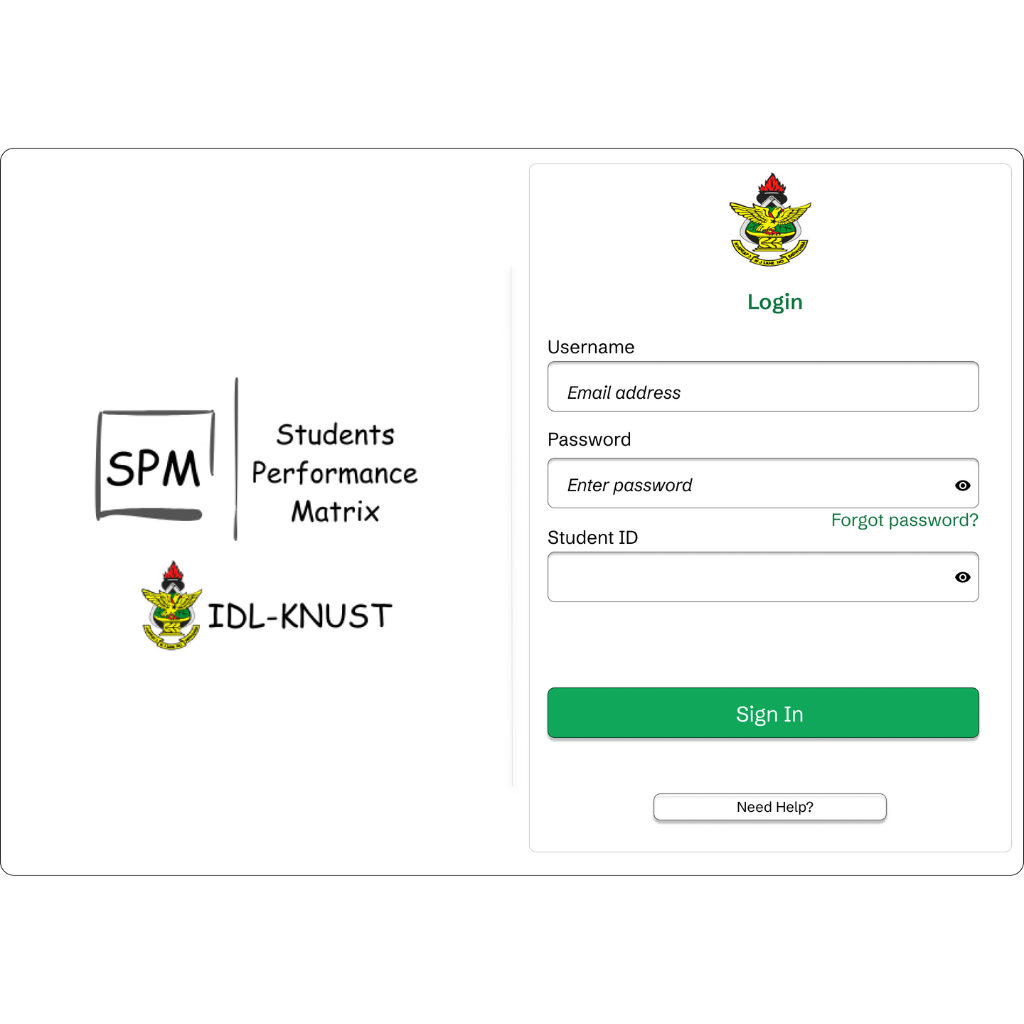 SPM
Students
Performance
Matrix
IDL-KNUST
Login
Username
Email address
Password
Enter password
Forgot password?
Student ID
Sign In
Need Help?